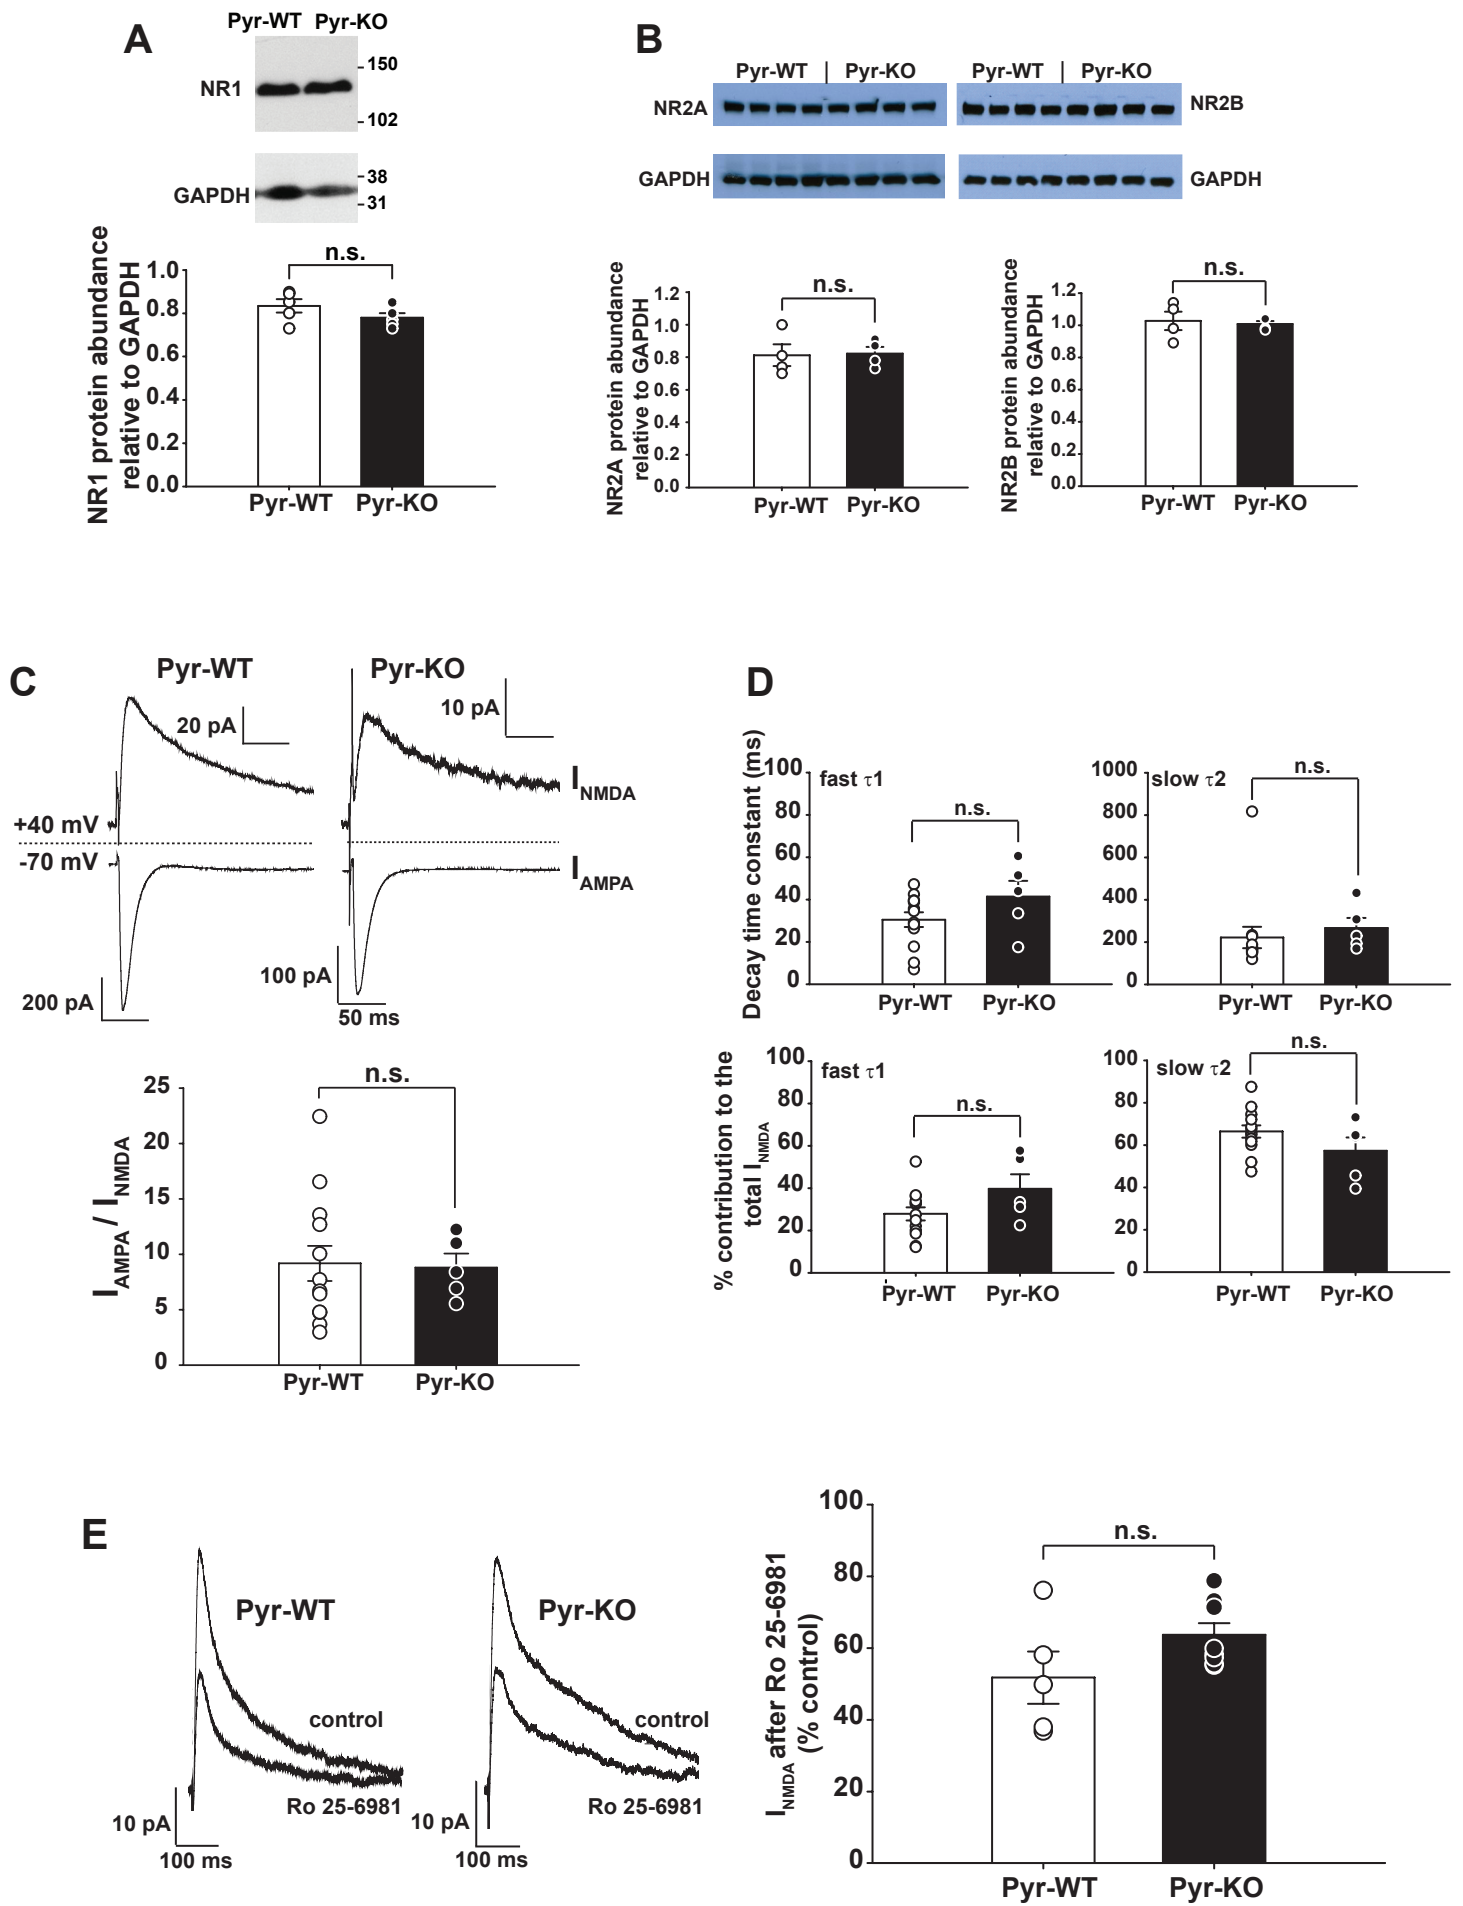 A
Pyr-WT Pyr-KO
NR1
150
102
GAPDH
38
31
NR1 protein abundance
relative to GAPDH
1.0
0.8
0.6
0.4
0.2
0.0
n.s.
Pyr-WT Pyr-KO
B
Pyr-WT | Pyr-KO
Pyr-WT | Pyr-KO
NR2A
NR2B
GAPDH
GAPDH
NR2A protein abundance
relative to GAPDH
1.2
1.0
0.8
0.6
0.4
0.2
0.0
n.s.
Pyr-WT Pyr-KO
NR2B protein abundance
relative to GAPDH
1.2
1.0
0.8
0.6
0.4
0.2
0.0
n.s.
Pyr-WT Pyr-KO
C
Pyr-WT
Pyr-KO
20 pA
10 pA
INMDA
+40 mV
-70 mV
IAMPA
200 pA
100 pA
50 ms
IAMPA / INMDA
25
20
15
10
5
0
n.s.
Pyr-WT Pyr-KO
D
Decay time constant (ms)
100
80
60
40
20
0
fast τ1
n.s.
Pyr-WT Pyr-KO
1000
800
600
400
200
0
slow τ2
n.s.
Pyr-WT Pyr-KO
% contribution to the
total INMDA
100
80
60
40
20
0
fast τ1
n.s.
Pyr-WT Pyr-KO
100
80
60
40
20
0
slow τ2
n.s.
Pyr-WT Pyr-KO
E
Pyr-WT
control
Ro 25-6981
10 pA
100 ms
Pyr-KO
control
Ro 25-6981
10 pA
100 ms
INMDA after Ro 25-6981
(% control)
100
80
60
40
20
0
n.s.
Pyr-WT Pyr-KO